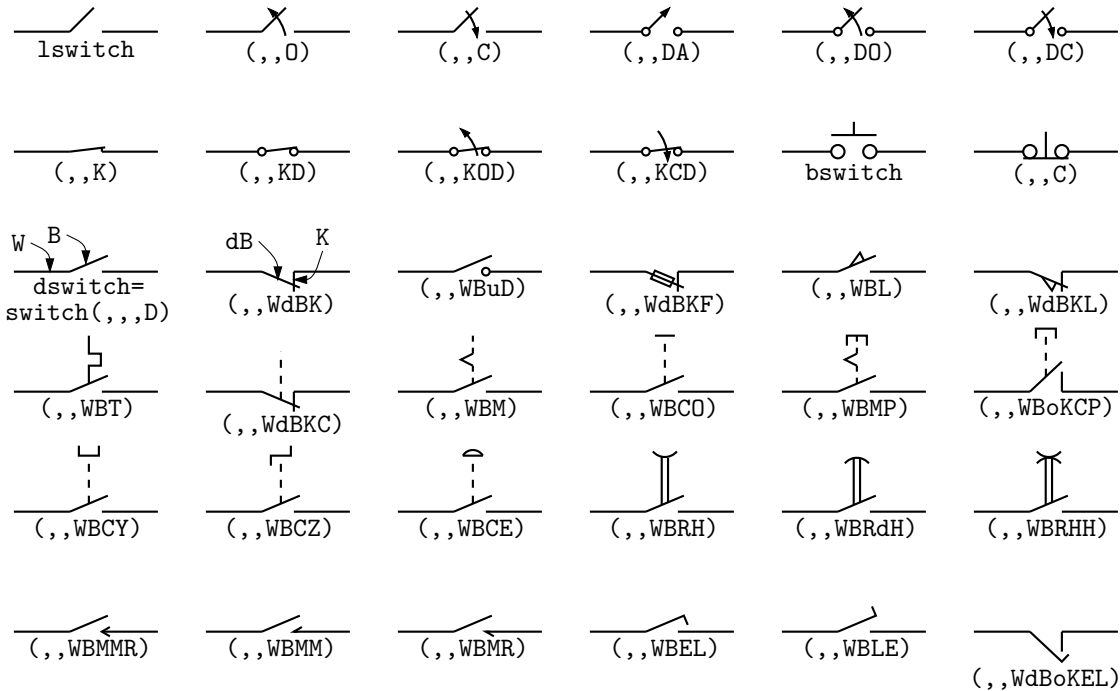 lswitch
(,,O)
(,,C)
(,,DA)
(,,DO)
(,,DC)
(,,K)
(,,KD)
(,,KOD)
(,,KCD)
bswitch
(,,C)
W
B
dswitch=
switch(,,,D)
dB
K
(,,WdBK)
(,,WBuD)
(,,WdBKF)
(,,WBL)
(,,WdBKL)
(,,WBT)
(,,WdBKC)
(,,WBM)
(,,WBCO)
(,,WBMP)
(,,WBoKCP)
(,,WBCY)
(,,WBCZ)
(,,WBCE)
(,,WBRH)
(,,WBRdH)
(,,WBRHH)
(,,WBMMR)
(,,WBMM)
(,,WBMR)
(,,WBEL)
(,,WBLE)
(,,WdBoKEL)